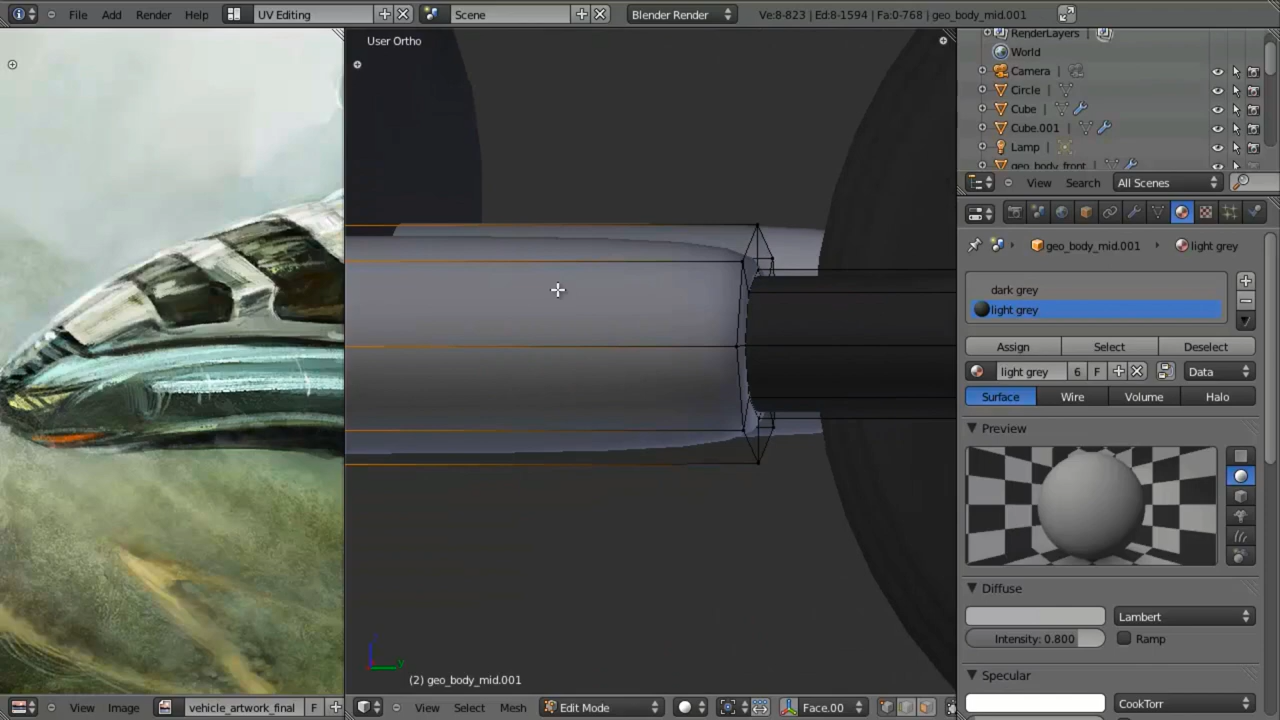 File Add Render Help UV Editing Scene Blender Render Ve:8-823 | Ed:8-1594 | Fa:0-768 | geo_body_mid.001
User Ortho
RenderLayers |
World
Camera |
Circle |
Cube |
Cube.001 |
Lamp |
geo_body_front |
View Search All Scenes
geo_body_mid.001 light grey
dark grey
light grey
Assign Select Deselect
light grey 6 F Data
Surface Wire Volume Halo
Preview
Diffuse
Lambert
Intensity: 0.800 Ramp
Specular
CookTorr
y
(2) geo_body_mid.001
View Image vehicle_artwork_final F View Select Mesh Edit Mode Face.00